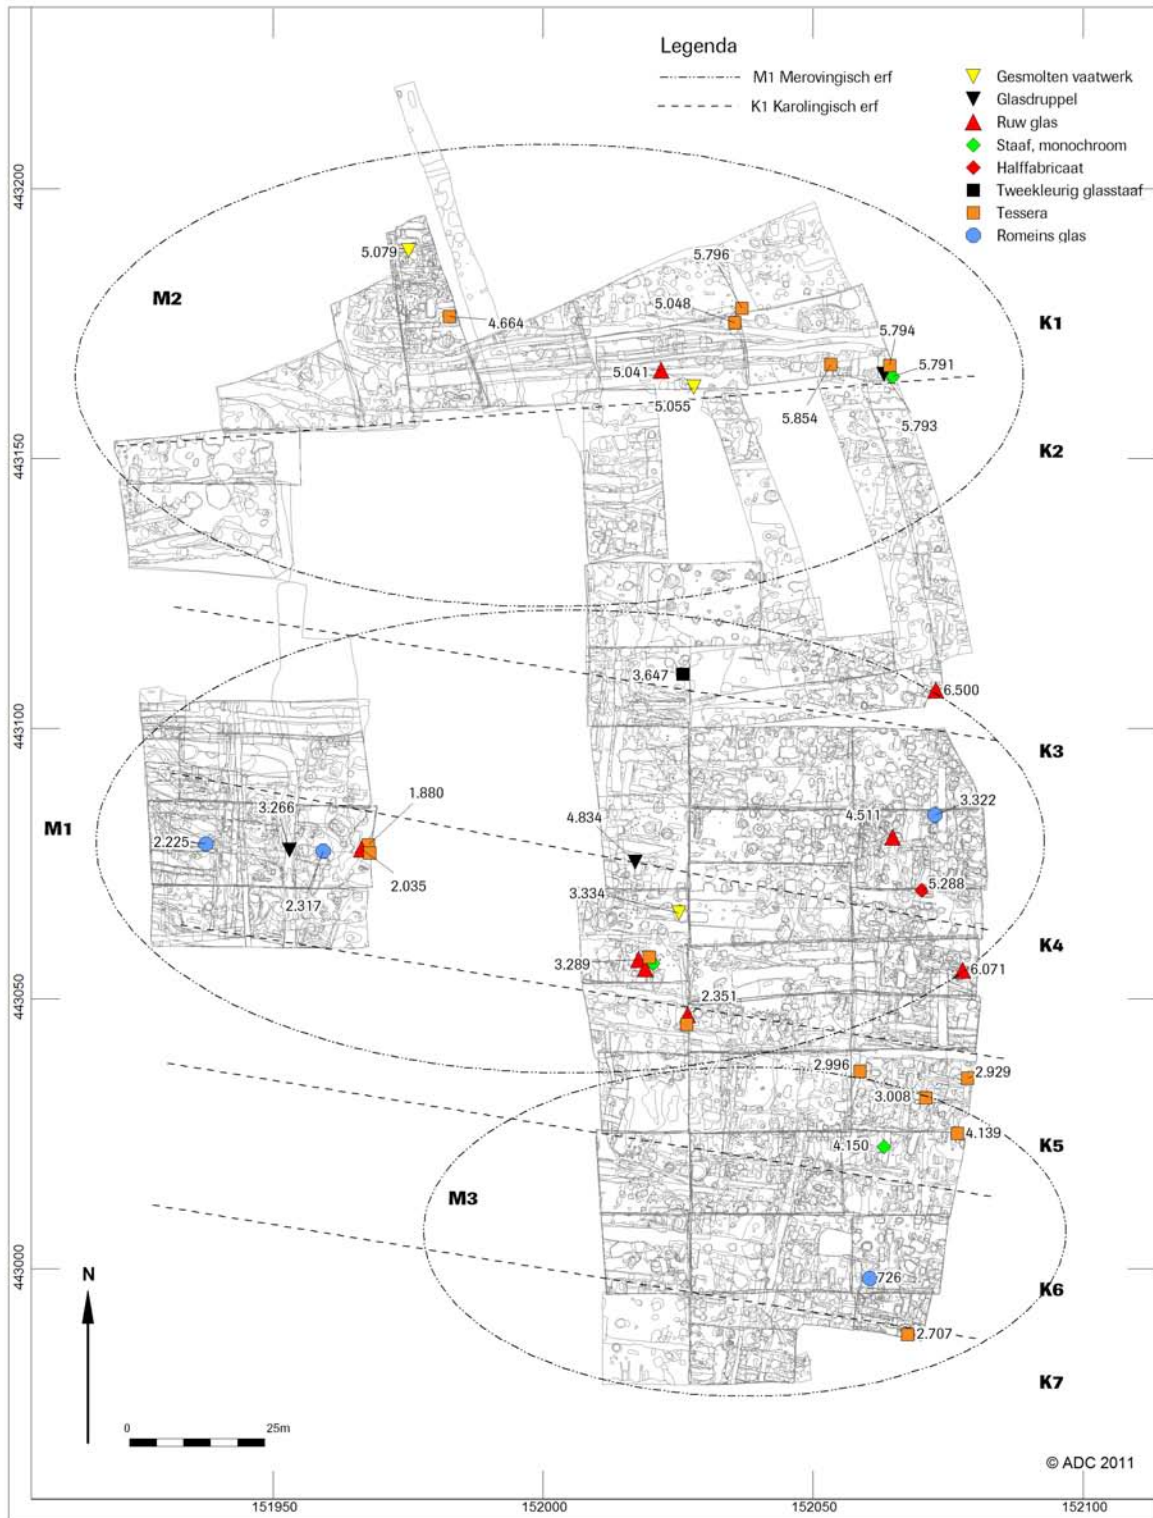 Legenda
M1 Merovingisch erf
K1 Karolingisch erf
Gesmolten vaatwerk
Glasdruppel
Ruw glas
Staaf, monochroom
Halffabricaat
Tweekleurig glasstaaf
Tessera
Romeins glas
443200
5.079
5.796
M2
5.048
4.664
K1
5.794
5.041
5.791
5.055
5.854
5.793
443150
K2
3.647
6.500
443100
K3
1.880
3.266
3.322
4.511
M1
2.225
4.834
2.035
5.288
2.317
3.334
K4
3.289
6.071
443050
2.351
2.996
2.929
3.008
4.139
4.150
K5
M3
443000
N
726
K6
2.707
K7
0
25m
© ADC 2011
151950
152000
152050
152100